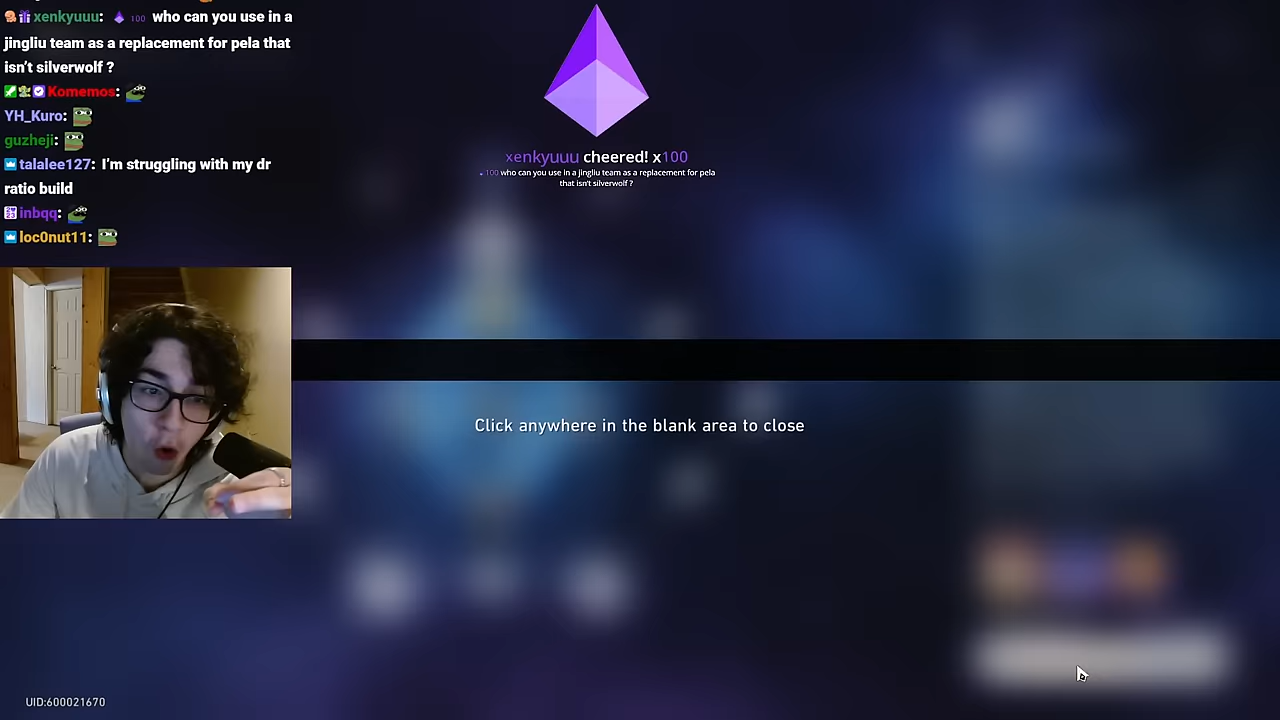 xenkyuuu: 100 who can you use in a
jingliu team as a replacement for pela that
isn't silverwolf ?
Komemos:
YH_Kuro:
guzheji:
talalee127: I'm struggling with my dr
ratio build
inbqq:
loc0nut11:
xenkyuuu cheered! x100
100 who can you use in a jingliu team as a replacement for pela
that isn't silverwolf ?
Click anywhere in the blank area to close
UID:600021670